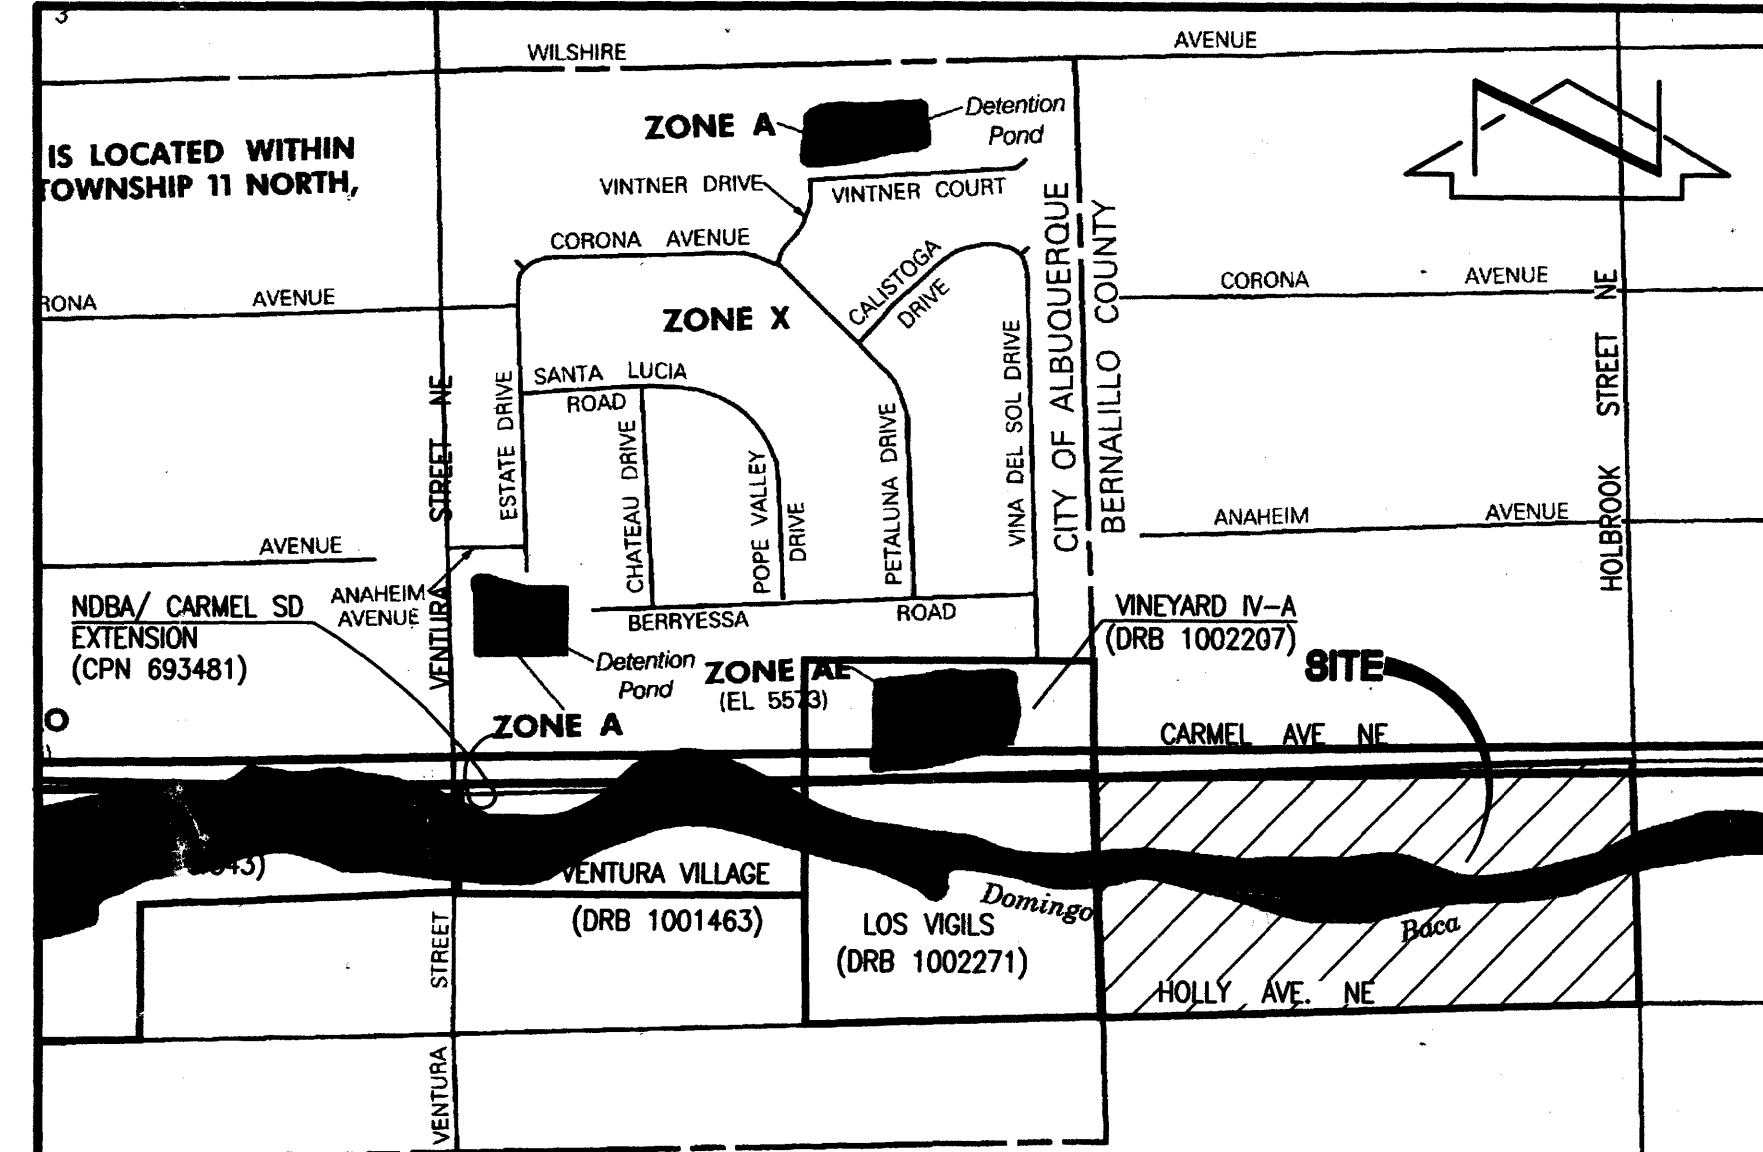 3
WILSHIRE
AVENUE
ZONE A
Detention
Pond
IS LOCATED WITHIN
TOWNSHIP 11 NORTH,
VINTNER DRIVE
VINTNER COURT
CORONA AVENUE
CALISTOGA
DRIVE
CITY OF ALBUQUERQUE
BERNALILLO COUNTY
RONA AVENUE
CORONA AVENUE
ZONE X
HOLBROOK STREET NE
SANTA LUCIA
ROAD
ESTATE DRIVE
CHATEAU DRIVE
POPE VALLEY
DRIVE
PETALUNA DRIVE
VINA DEL SOL DRIVE
VENTURA STREET NE
ANAHEIM AVENUE
AVENUE
ANAHEIM
AVENUE
NDBA/ CARMEL SD
EXTENSION
(CPN 693481)
BERRYESSA ROAD
VINEYARD IV-A
(DRB 1002207)
Detention
Pond
ZONE AE
(EL 5573)
SITE
ZONE A
O
CARMEL AVE NE
VENTURA VILLAGE
(DRB 1001463)
LOS VIGILS
(DRB 1002271)
Domingo
Baca
HOLLY AVE. NE
STREET
VENTURA